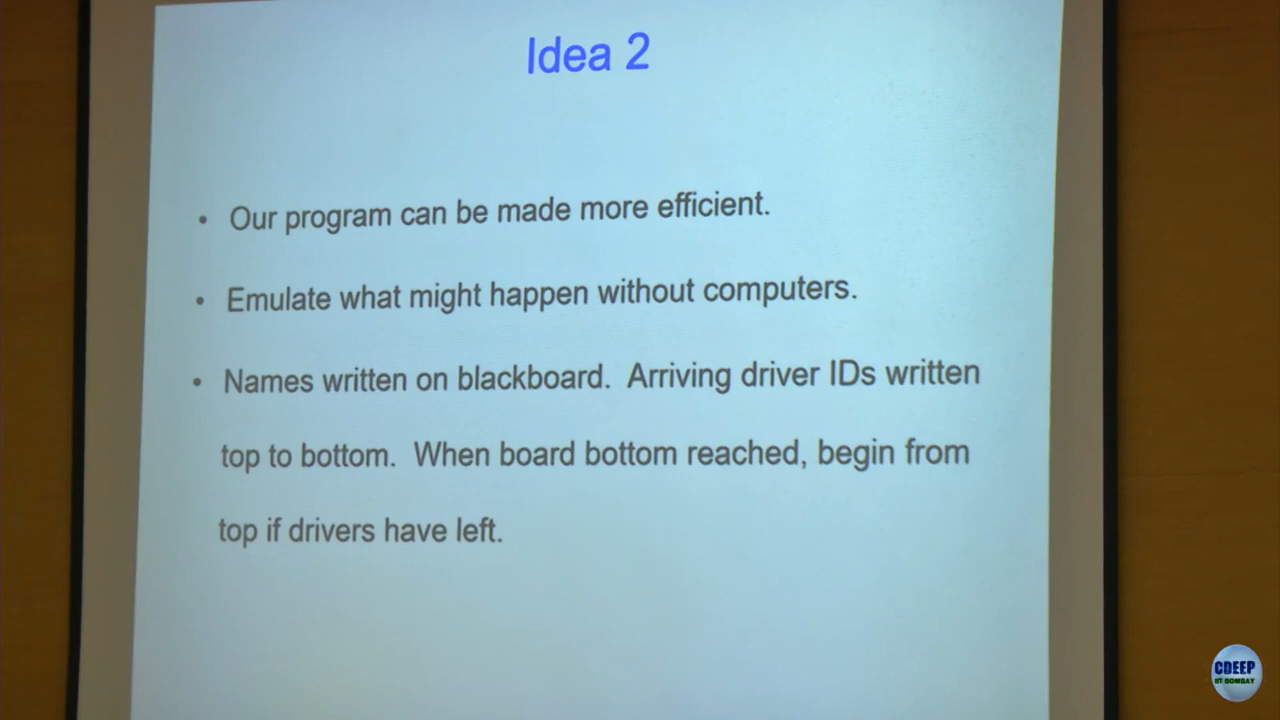 Idea 2
• Our program can be made more efficient.
• Emulate what might happen without computers.
• Names written on blackboard. Arriving driver IDs written
top to bottom. When board bottom reached, begin from
top if drivers have left.
CDEEP
IIT BOMBAY